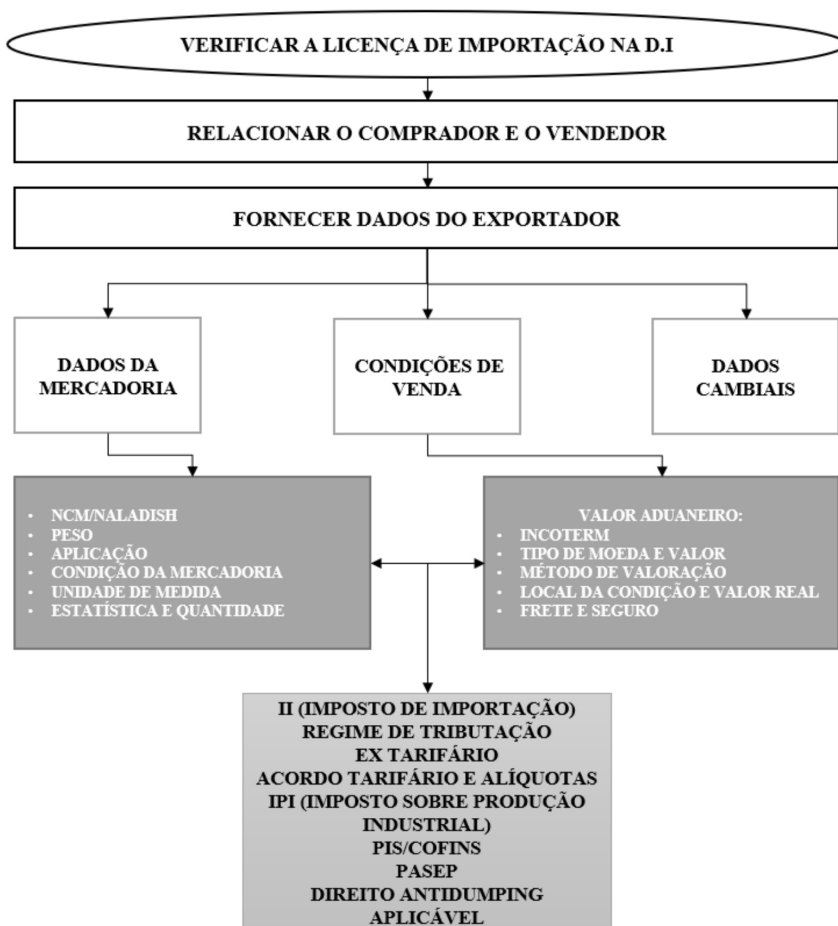 VERIFICAR A LICENÇA DE IMPORTAÇÃO NA D.I
RELACIONAR O COMPRADOR E O VENDEDOR
FORNECER DADOS DO EXPORTADOR
DADOS DA
MERCADORIA
CONDIÇÕES DE
VENDA
DADOS
CAMBIAIS
• NCM/NALADISH
• PESO
• APLICAÇÃO
• CONDIÇÃO DA MERCADORIA
• UNIDADE DE MEDIDA
• ESTATÍSTICA E QUANTIDADE
VALOR ADUANEIRO:
• INCOTERM
• TIPO DE MOEDA E VALOR
• MÉTODO DE VALORAÇÃO
• LOCAL DA CONDIÇÃO E VALOR REAL
• FRETE E SEGURO
II (IMPOSTO DE IMPORTAÇÃO)
REGIME DE TRIBUTAÇÃO
EX TARIFÁRIO
ACORDO TARIFÁRIO E ALÍQUOTAS
IPI (IMPOSTO SOBRE PRODUÇÃO
INDUSTRIAL)
PIS/COFINS
PASEP
DIREITO ANTIDUMPING
APLICÁVEL